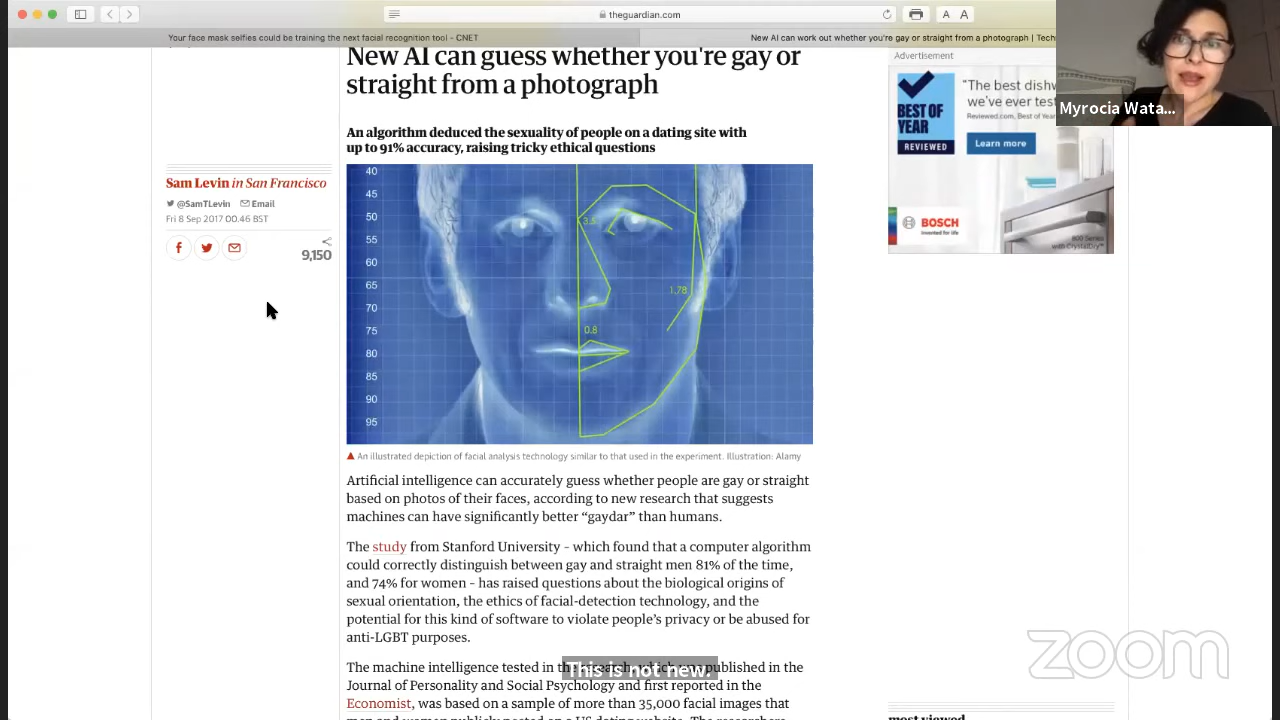 theguardian.com
A A
Your face mask selfies could be training the next facial recognition tool - CNET
New AI can work out whether you're gay or straight from a photograph | Tech
New AI can guess whether you're gay or
straight from a photograph
An algorithm deduced the sexuality of people on a dating site with
up to 91% accuracy, raising tricky ethical questions
Sam Levin in San Francisco
@SamTLevin Email
Fri 8 Sep 2017 00.46 BST
9,150
40
45
50
55
60
65
70
75
80
85
90
95
3.5
1.78
0.8
An illustrated depiction of facial analysis technology similar to that used in the experiment. Illustration: Alamy
Artificial intelligence can accurately guess whether people are gay or straight
based on photos of their faces, according to new research that suggests
machines can have significantly better “gaydar” than humans.
The study from Stanford University – which found that a computer algorithm
could correctly distinguish between gay and straight men 81% of the time,
and 74% for women – has raised questions about the biological origins of
sexual orientation, the ethics of facial-detection technology, and the
potential for this kind of software to violate people's privacy or be abused for
anti-LGBT purposes.
The machine intelligence tested in the published in the
This is not new.
Journal of Personality and Social Psychology and first reported in the
Economist, was based on a sample of more than 35,000 facial images that
Advertisement
BEST OF
YEAR
REVIEWED
"The best dishw
we've ever test
Reviewed.com, Best of Year
Learn more
BOSCH
Invented for life
800 Series
with CrystalDry™
Myrocia Wata...
zoom
most viewed